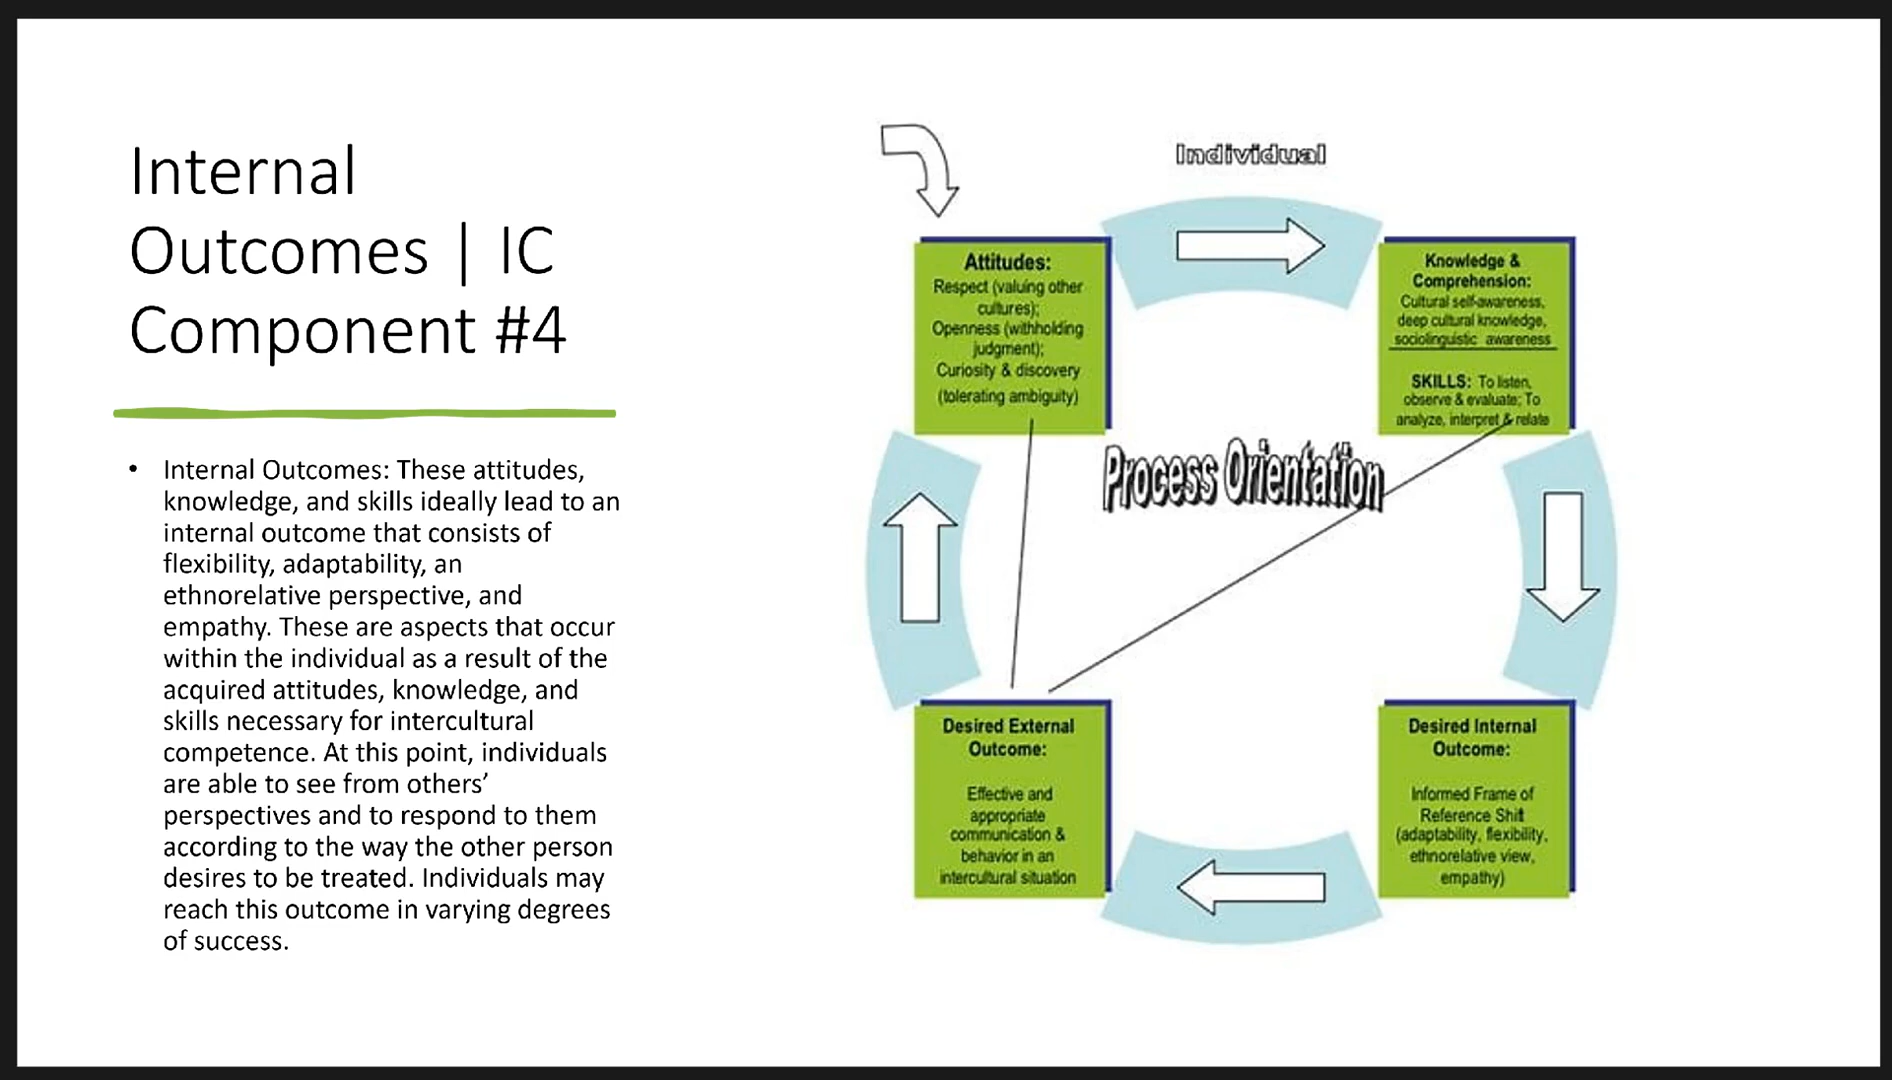 Internal
Outcomes | IC
Component #4
• Internal Outcomes: These attitudes,
knowledge, and skills ideally lead to an
internal outcome that consists of
flexibility, adaptability, an
ethnorelative perspective, and
empathy. These are aspects that occur
within the individual as a result of the
acquired attitudes, knowledge, and
skills necessary for intercultural
competence. At this point, individuals
are able to see from others’
perspectives and to respond to them
according to the way the other person
desires to be treated. Individuals may
reach this outcome in varying degrees
of success.
Individual
Attitudes:
Respect (valuing other
cultures);
Openness (withholding
judgment);
Curiosity & discovery
(tolerating ambiguity)
Knowledge &
Comprehension:
Cultural self-awareness,
deep cultural knowledge,
sociolinguistic awareness
SKILLS: To listen,
observe & evaluate; To
analyze, interpret & relate
Process Orientation
Desired External
Outcome:
Effective and
appropriate
communication &
behavior in an
intercultural situation
Desired Internal
Outcome:
Informed Frame of
Reference Shift
(adaptability, flexibility,
ethnorelative view,
empathy)